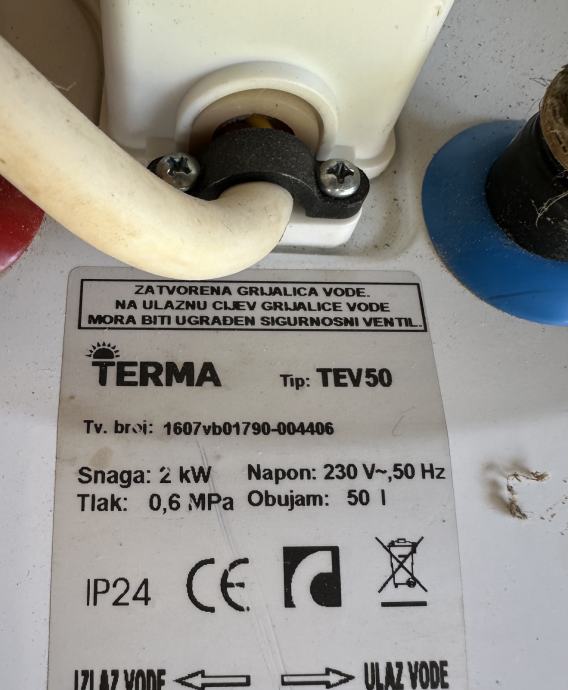 ZATVORENA GRIJALICA VODE.
NA ULAZNU CIJEV GRIJALICE VODE
MORA BITI UGRAĐEN SIGURNOSNI VENTIL.
TERMA Tip: TEV50
Tv. broj: 1607vb01790-004406
Snaga: 2 kW Napon: 230 V~,50 Hz
Tlak: 0,6 MPa Obujam: 50 l
IP24 CE
IZLAZ VODE ULAZ VODE